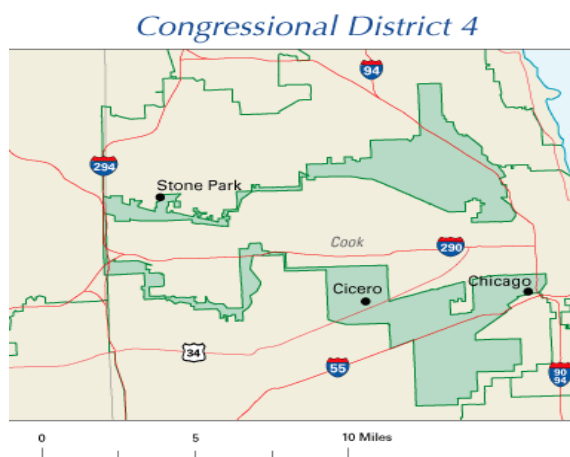 Congressional District 4
94
294
Stone Park
Cook
290
Cicero
Chicago
34
55
90
94
0 5 10 Miles